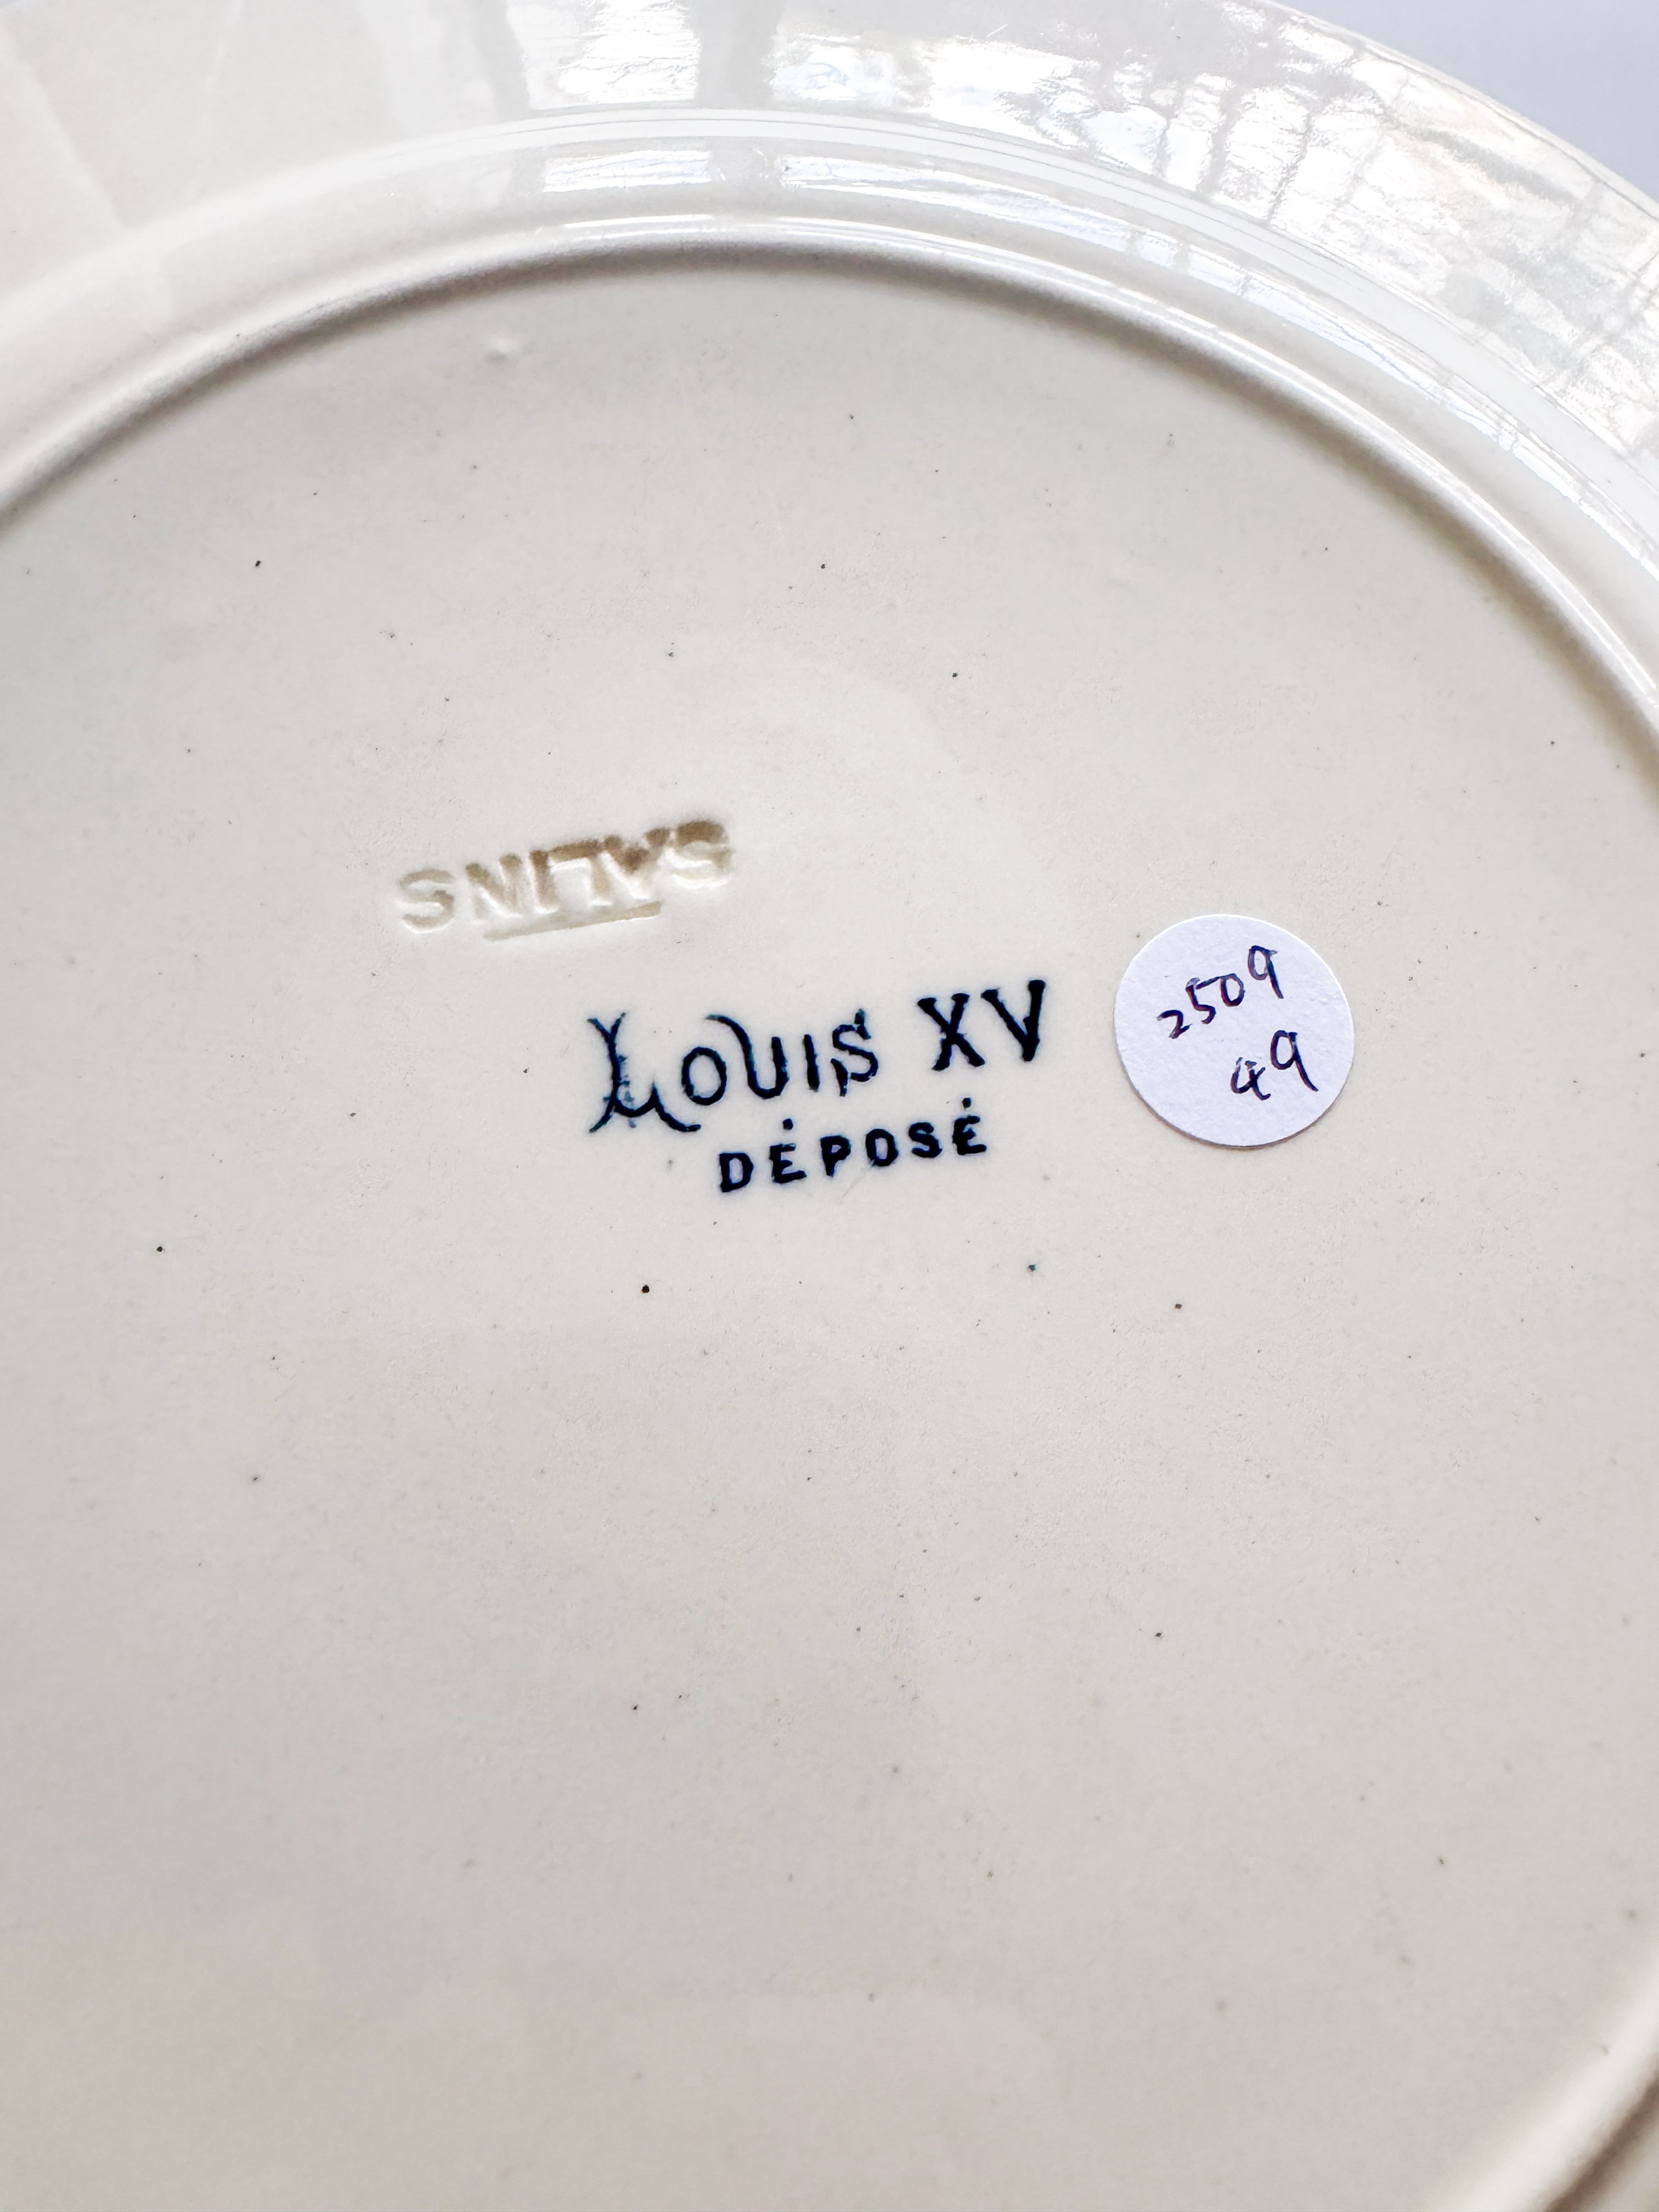 SALINS
LOUIS XV
DÉPOSÉ
2509
49